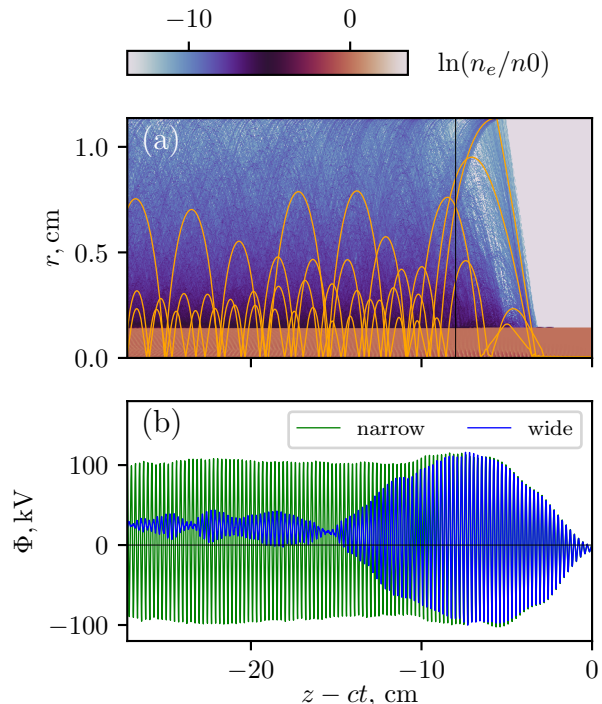 −10 0
ln(n_e/n0)
(a)
1.0
0.5
0.0
r, cm
(b)
narrow wide
100
0
−100
Φ, kV
−20 −10 0
z − ct, cm